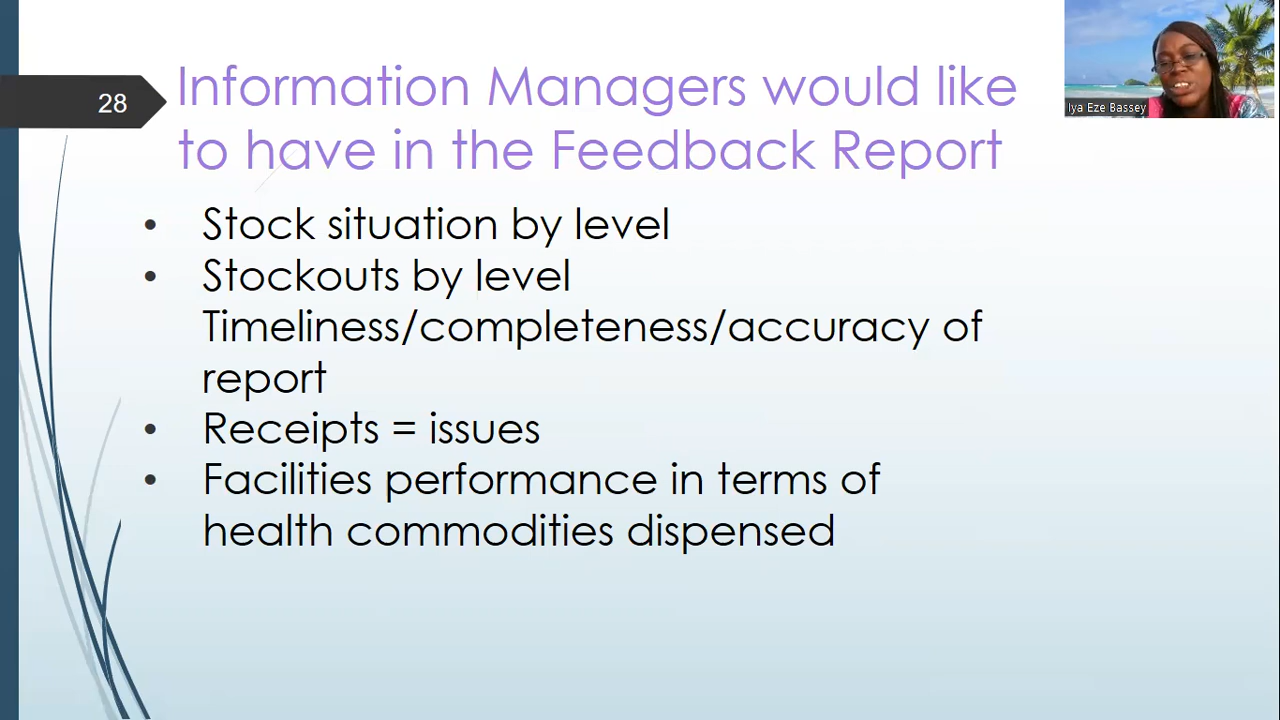 28
Information Managers would like
to have in the Feedback Report
• Stock situation by level
• Stockouts by level
Timeliness/completeness/accuracy of
report
• Receipts = issues
• Facilities performance in terms of
health commodities dispensed
Iya Eze Bassey